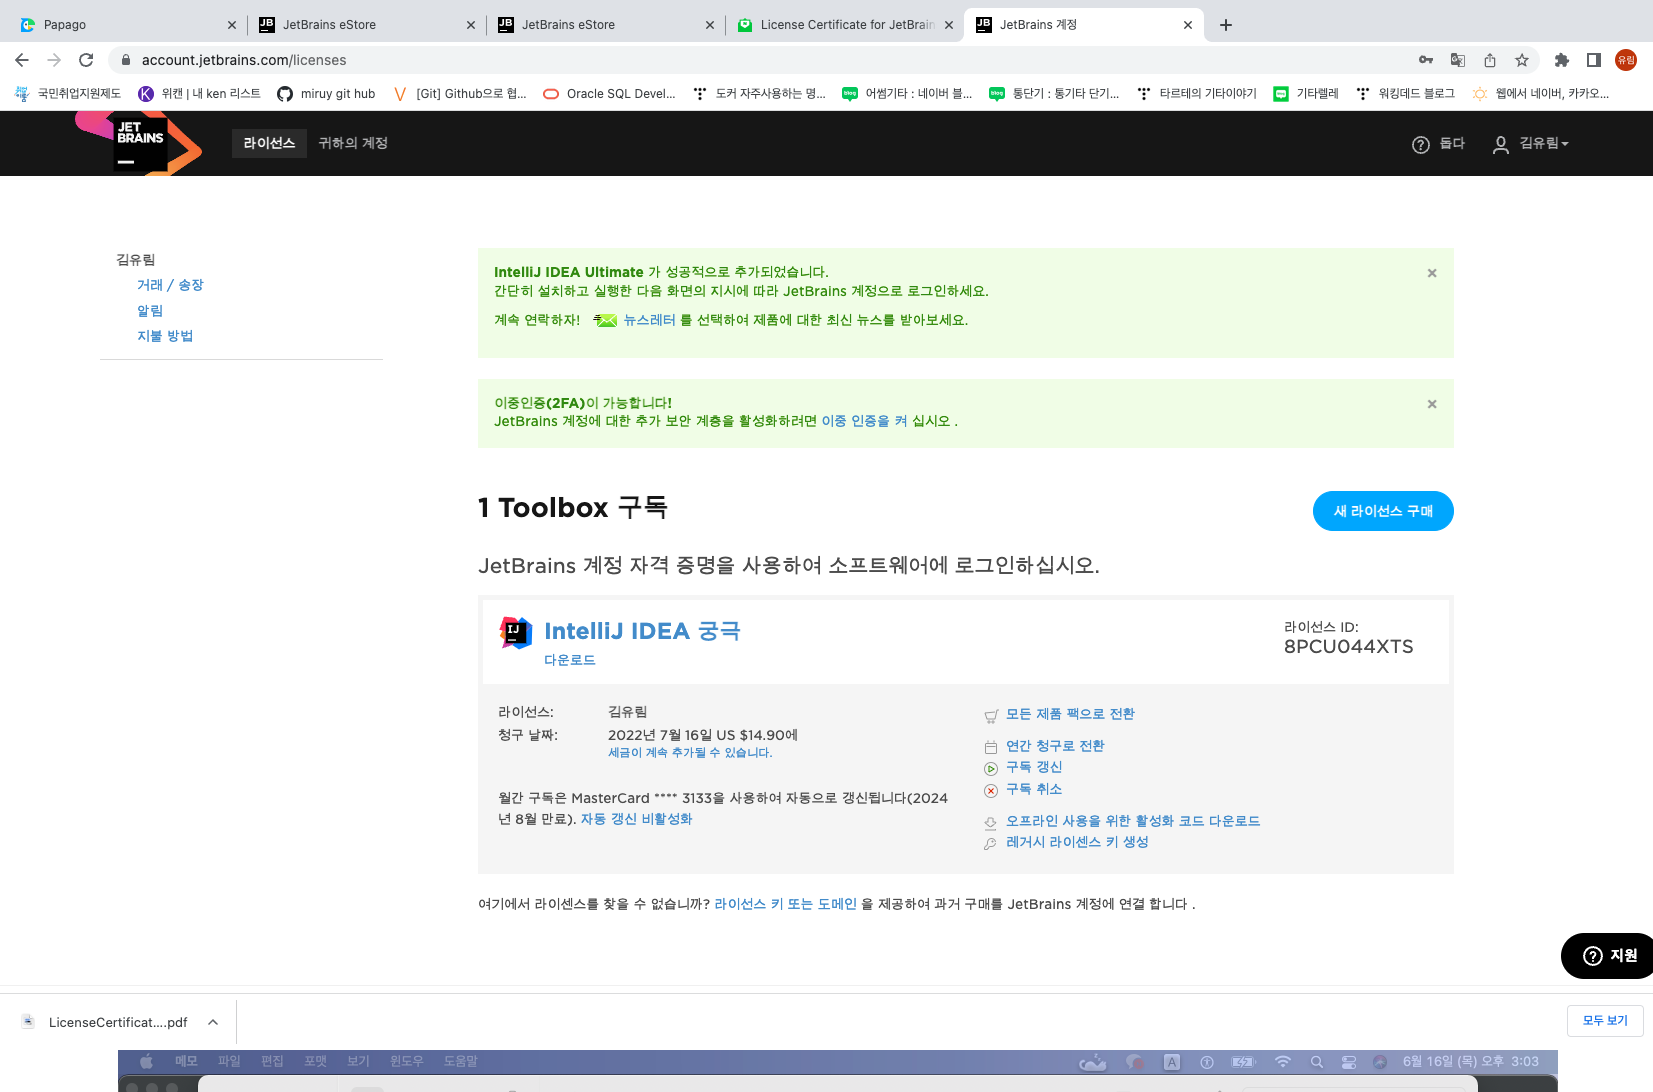 Papago
JetBrains eStore
JetBrains eStore
License Certificate for JetBrain
JetBrains 계정
account.jetbrains.com/licenses
유림
국민취업지원제도
위캔 | 내 ken 리스트
miruy git hub
[Git] Github으로 협...
Oracle SQL Devel...
도커 자주사용하는 명...
어썸기타 : 네이버 블...
통단기 : 통기타 단기...
타르테의 기타이야기
기타렐레
워킹데드 블로그
웹에서 네이버, 카카오...
JET
BRAINS
라이선스
귀하의 계정
돕다
김유림
김유림
거래 / 송장
알림
지불 방법
IntelliJ IDEA Ultimate 가 성공적으로 추가되었습니다.
간단히 설치하고 실행한 다음 화면의 지시에 따라 JetBrains 계정으로 로그인하세요.
계속 연락하자! 뉴스레터 를 선택하여 제품에 대한 최신 뉴스를 받아보세요.
이중인증(2FA)이 가능합니다!
JetBrains 계정에 대한 추가 보안 계층을 활성화하려면 이중 인증을 켜 십시오 .
1 Toolbox 구독
새 라이선스 구매
JetBrains 계정 자격 증명을 사용하여 소프트웨어에 로그인하십시오.
IJ
IntelliJ IDEA 궁극
다운로드
라이선스 ID:
8PCU044XTS
라이선스:
김유림
청구 날짜:
2022년 7월 16일 US $14.90에
세금이 계속 추가될 수 있습니다.
월간 구독은 MasterCard **** 3133을 사용하여 자동으로 갱신됩니다(2024
년 8월 만료). 자동 갱신 비활성화
모든 제품 팩으로 전환
연간 청구로 전환
구독 갱신
구독 취소
오프라인 사용을 위한 활성화 코드 다운로드
레거시 라이센스 키 생성
여기에서 라이센스를 찾을 수 없습니까? 라이선스 키 또는 도메인 을 제공하여 과거 구매를 JetBrains 계정에 연결 합니다 .
지원
LicenseCertificat....pdf
모두 보기
메모
파일
편집
포맷
보기
윈도우
도움말
A
6월 16일 (목) 오후 3:03